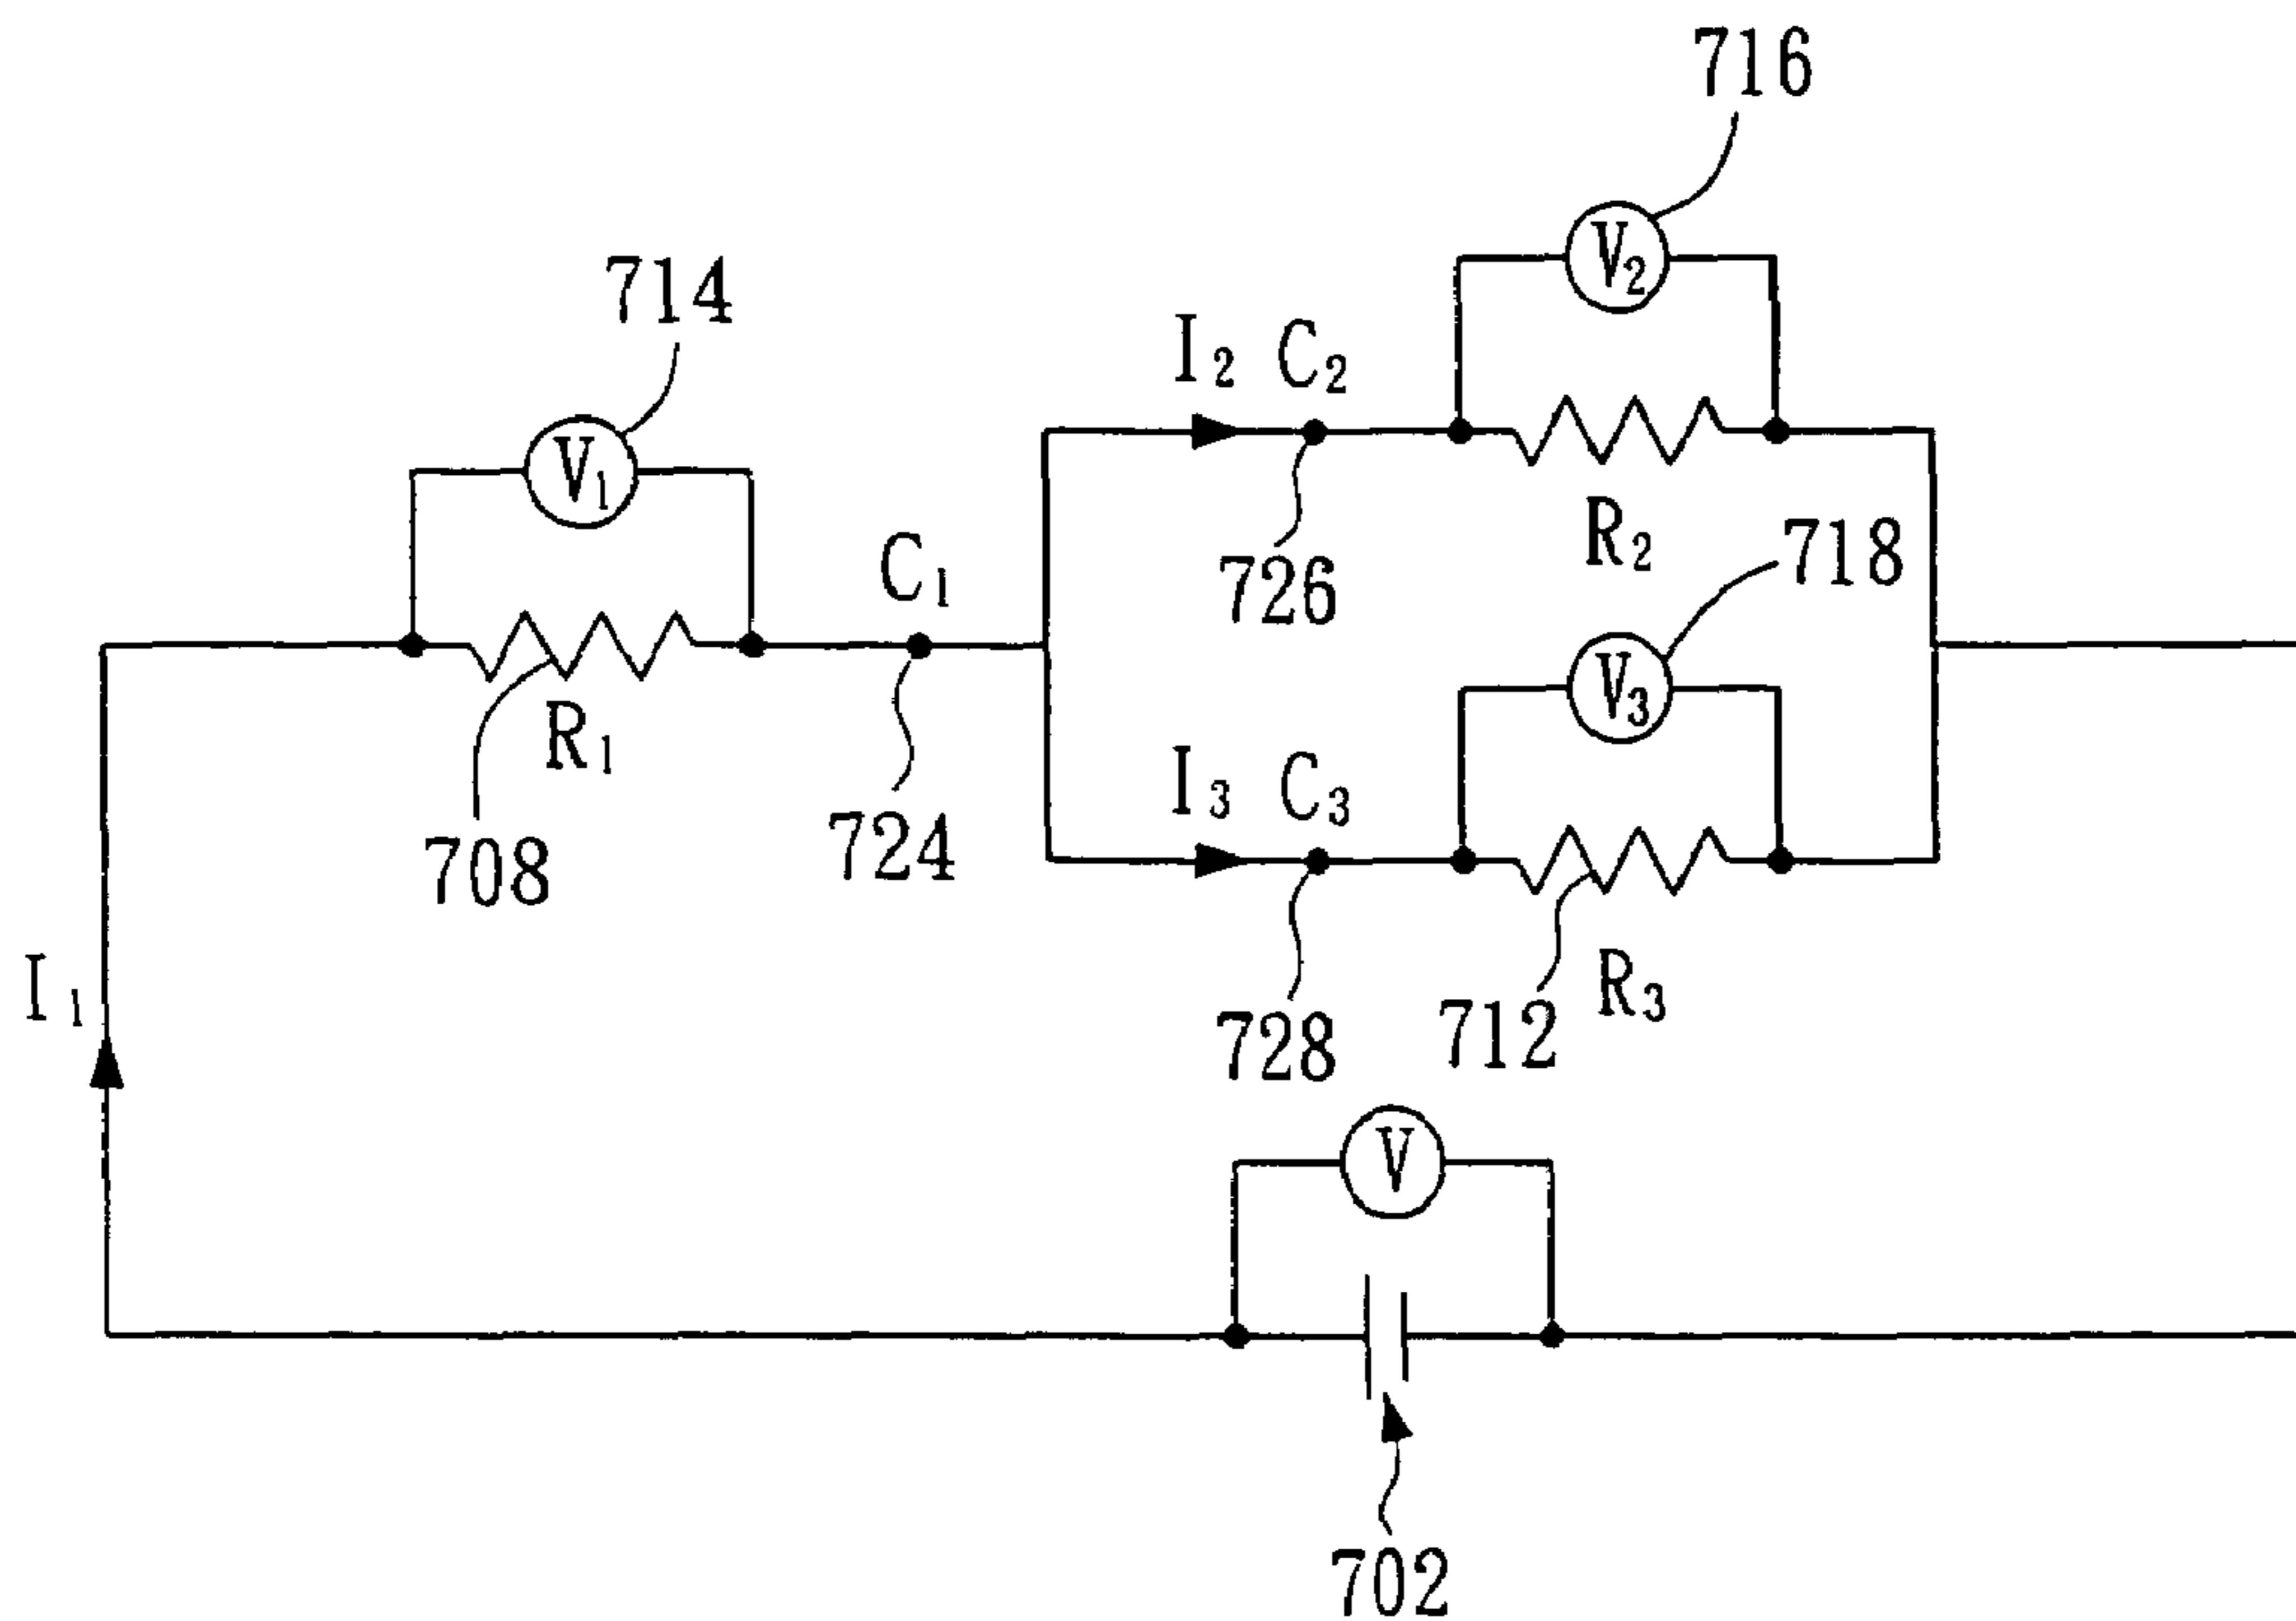 716
V₂
714
I₂ C₂
V₁
R₂
718
C₁
726
V₃
R₁
I₃ C₃
724
708
I₁
R₃
712
728
V
702